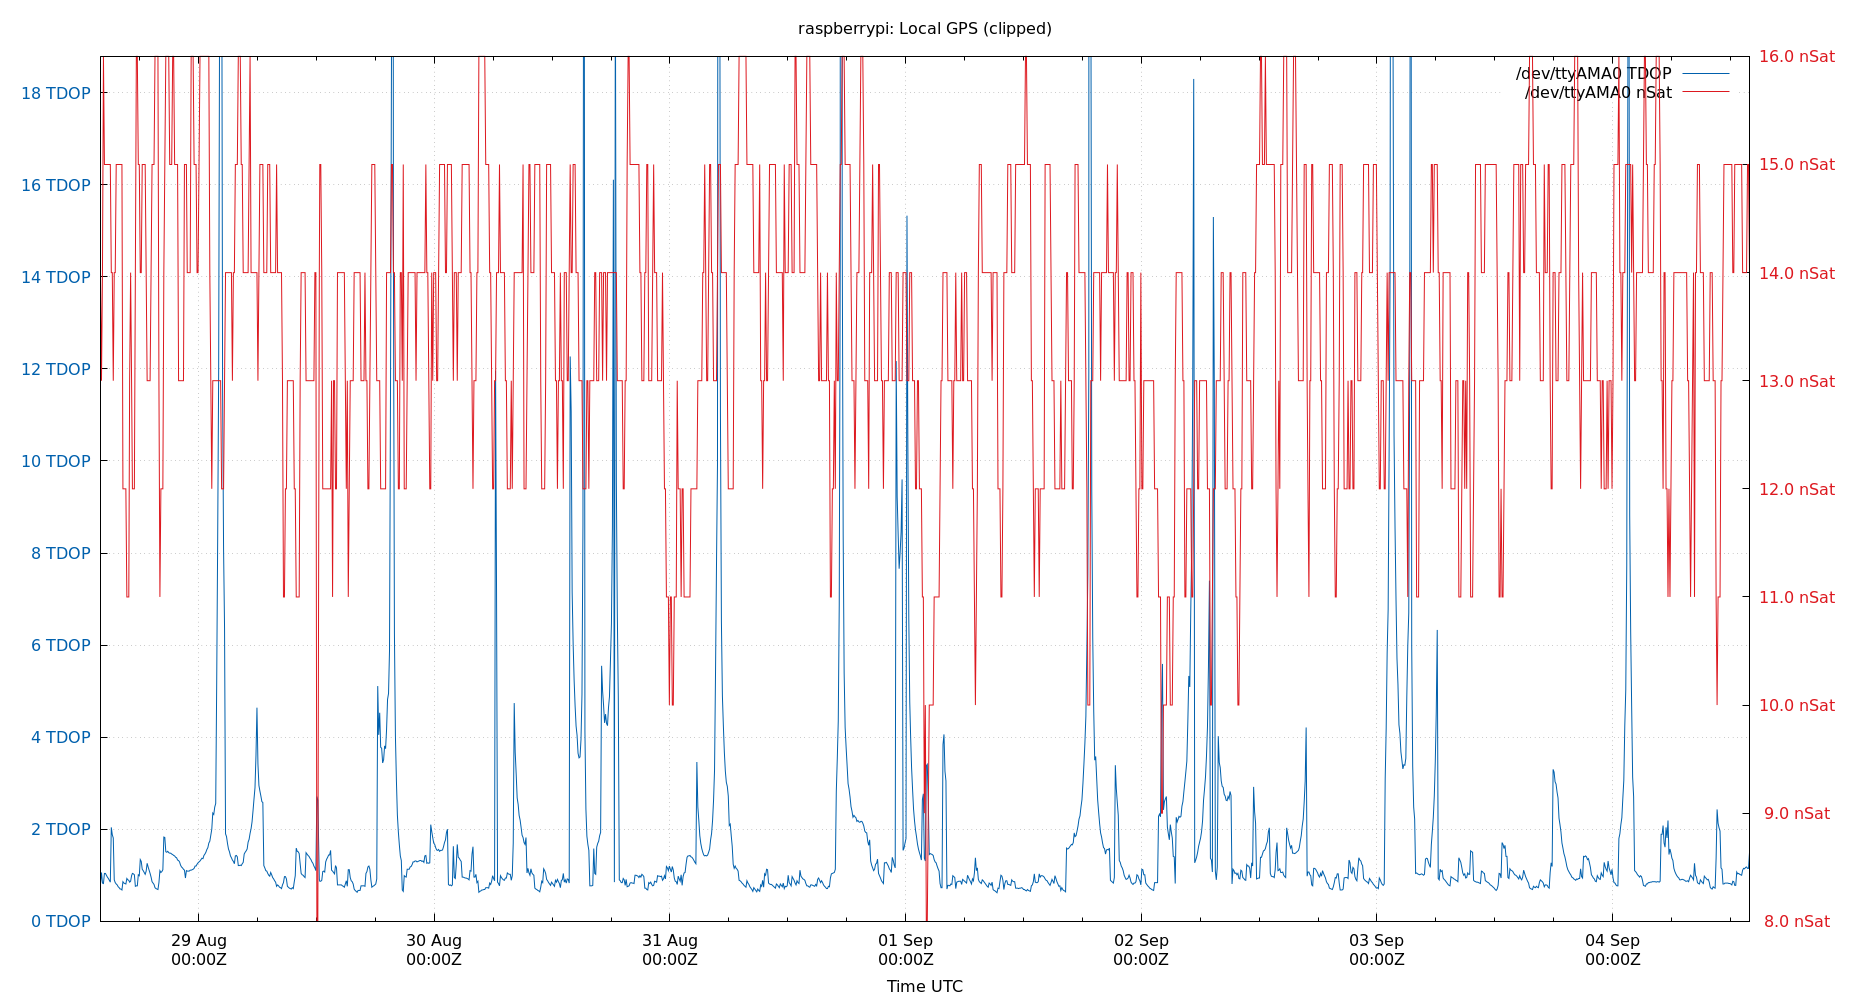 raspberrypi: Local GPS (clipped)
/dev/ttyAMA0 TDOP
/dev/ttyAMA0 nSat
18 TDOP
16 TDOP
14 TDOP
12 TDOP
10 TDOP
8 TDOP
6 TDOP
4 TDOP
2 TDOP
0 TDOP
16.0 nSat
15.0 nSat
14.0 nSat
13.0 nSat
12.0 nSat
11.0 nSat
10.0 nSat
9.0 nSat
8.0 nSat
29 Aug
00:00Z
30 Aug
00:00Z
31 Aug
00:00Z
01 Sep
00:00Z
02 Sep
00:00Z
03 Sep
00:00Z
04 Sep
00:00Z
Time UTC